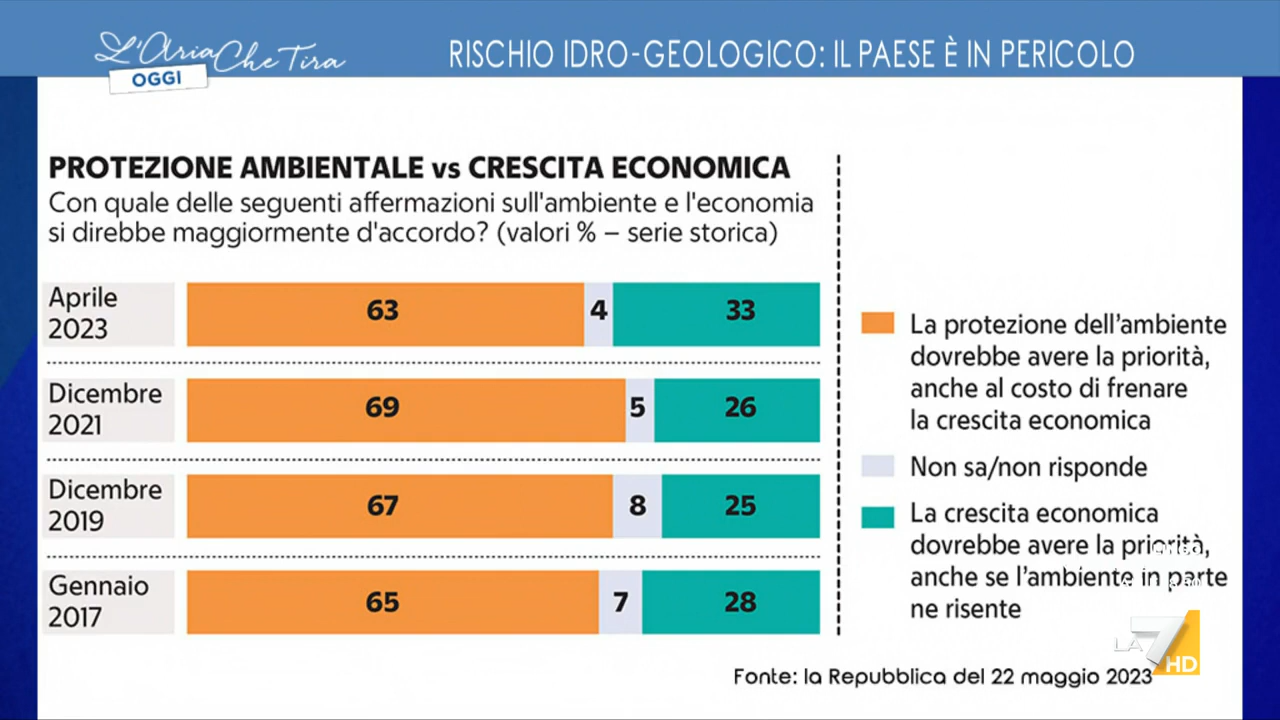 L'Aria Che Tira
OGGI
RISCHIO IDRO-GEOLOGICO: IL PAESE È IN PERICOLO
PROTEZIONE AMBIENTALE vs CRESCITA ECONOMICA
Con quale delle seguenti affermazioni sull'ambiente e l'economia
si direbbe maggiormente d'accordo? (valori % – serie storica)
Aprile
2023
63
4
33
Dicembre
2021
69
5
26
Dicembre
2019
67
8
25
Gennaio
2017
65
7
28
La protezione dell'ambiente
dovrebbe avere la priorità,
anche al costo di frenare
la crescita economica
Non sa/non risponde
La crescita economica
dovrebbe avere la priorità,
anche se l'ambiente in parte
ne risente
LA 7
HD
Fonte: la Repubblica del 22 maggio 2023